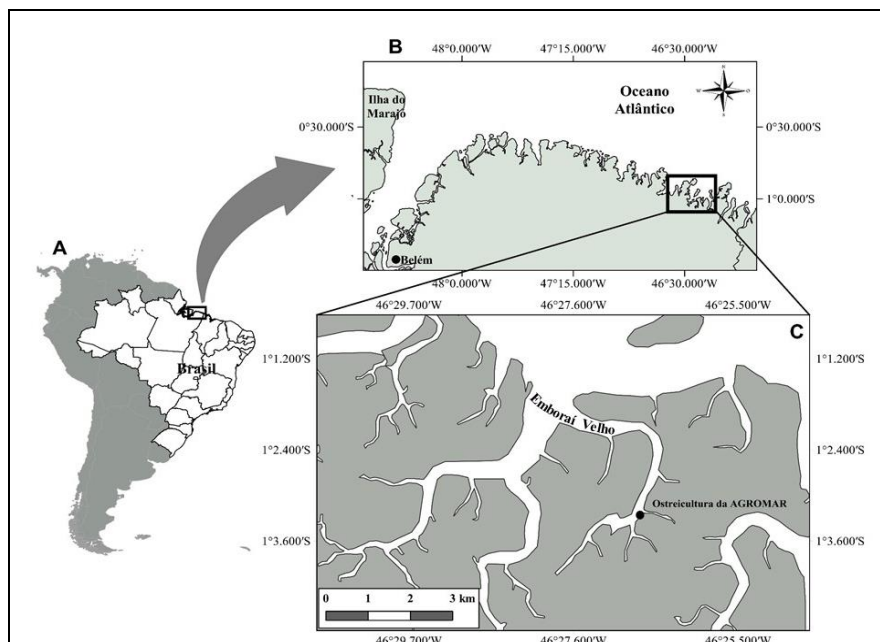 A
Brasil
B
48°0.000'W 47°15.000'W 46°30.000'W
Ilha do
Marajó
Oceano
Atlântico
0°30.000'S 0°30.000'S
1°0.000'S
Belém
48°0.000'W 47°15.000'W 46°30.000'W
46°29.700'W 46°27.600'W 46°25.500'W
C
1°1.200'S 1°1.200'S
Emboraí Velho
1°2.400'S 1°2.400'S
Ostreicultura da AGROMAR
1°3.600'S 1°3.600'S
0 1 2 3 km
46°29.700'W 46°27.600'W 46°25.500'W